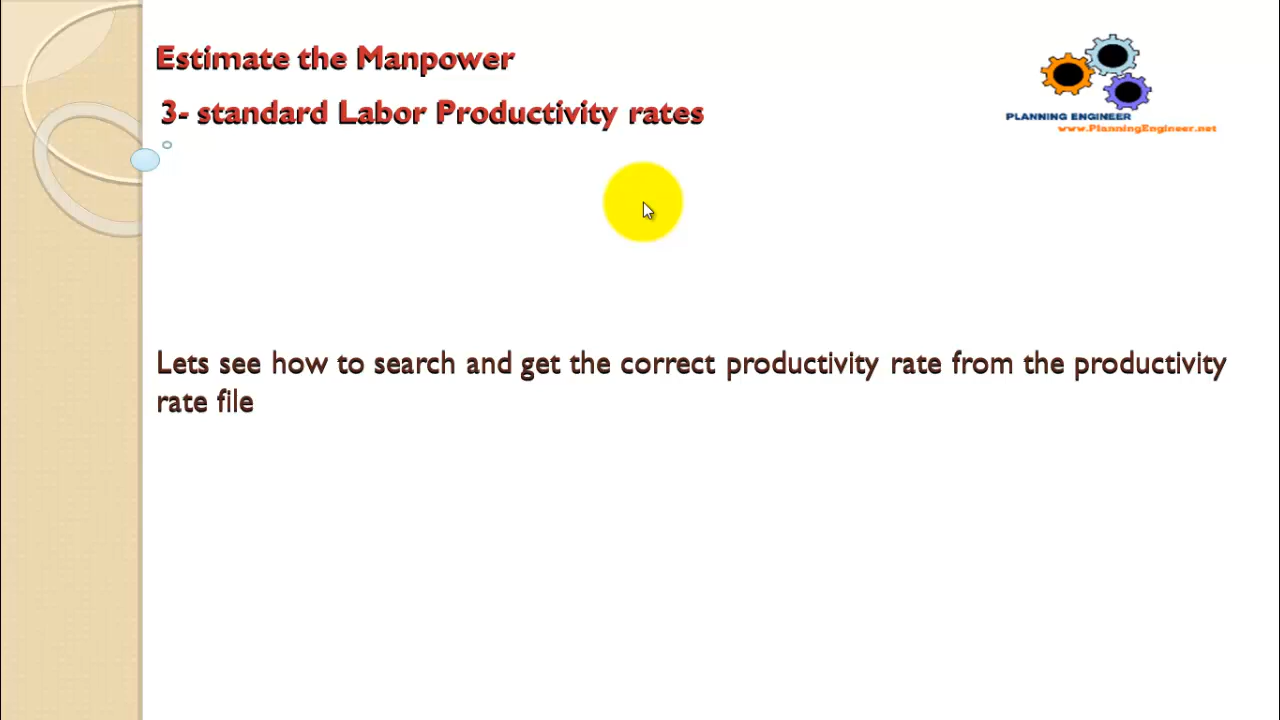 Estimate the Manpower
3- standard Labor Productivity rates
PLANNING ENGINEER
www.PlanningEngineer.net
Lets see how to search and get the correct productivity rate from the productivity
rate file